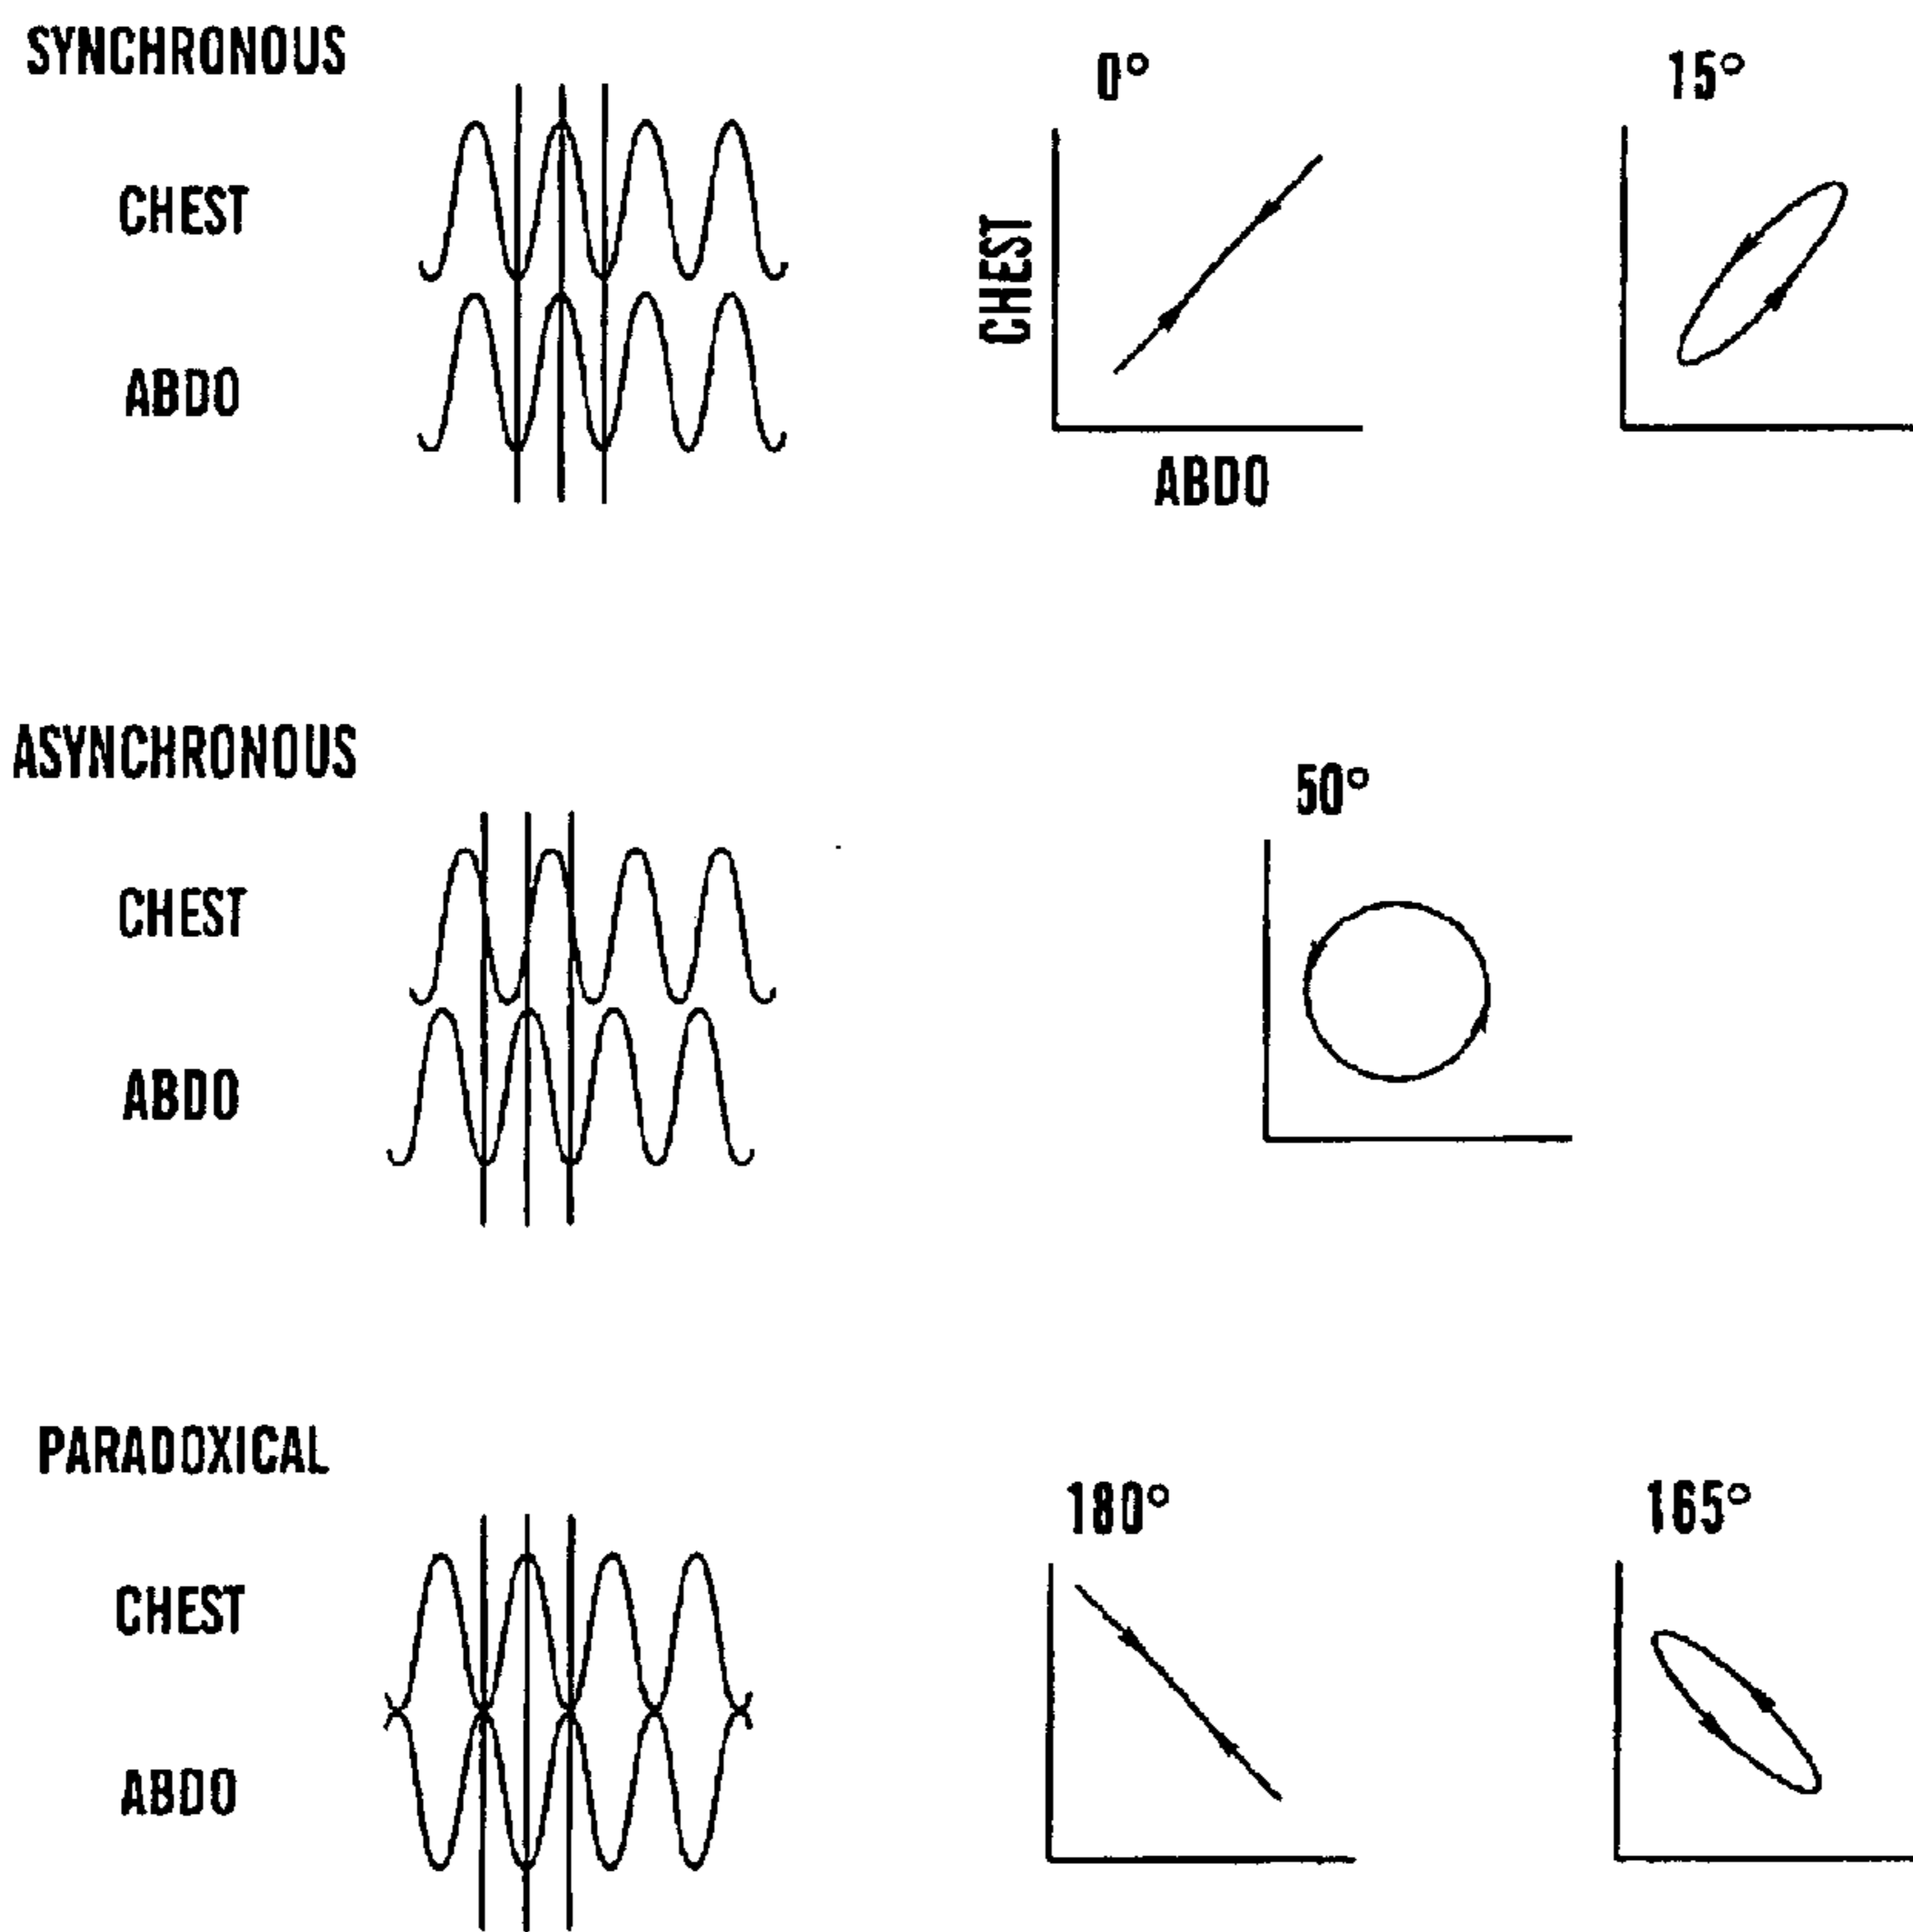 SYNCHRONOUS
0°
15°
CHEST
CHEST
ABDO
ABDO
ASYNCHRONOUS
50°
CHEST
ABDO
PARADOXICAL
180°
165°
CHEST
ABDO